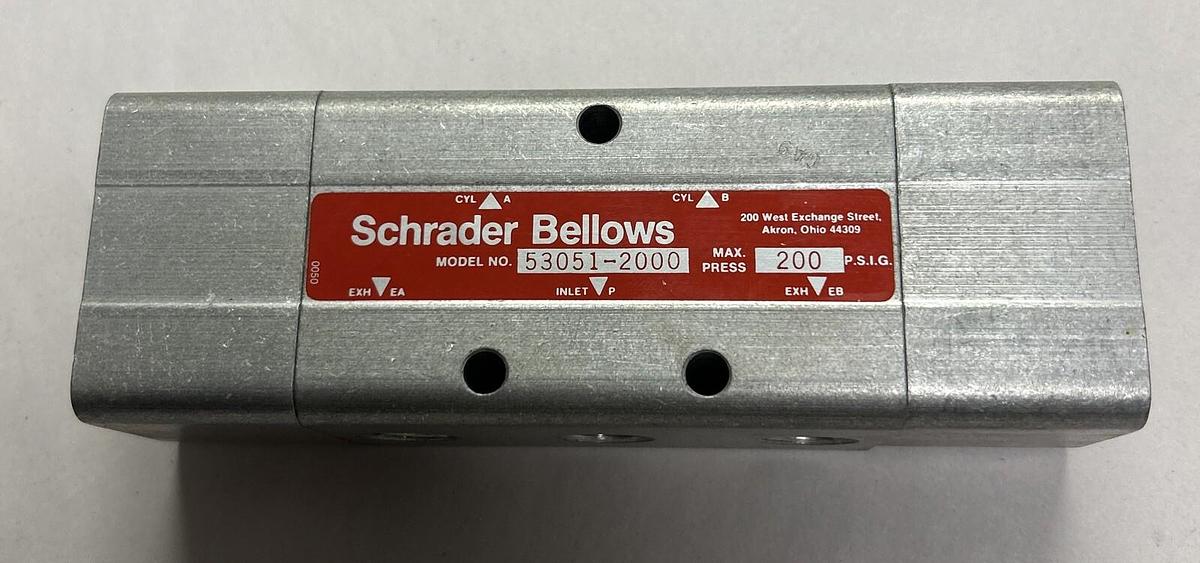 CYL A CYL B
Schrader Bellows
200 West Exchange Street,
Akron, Ohio 44309
MODEL NO. 53051-2000
MAX.
PRESS 200 P.S.I.G.
0050
EXH EA INLET P EXH EB